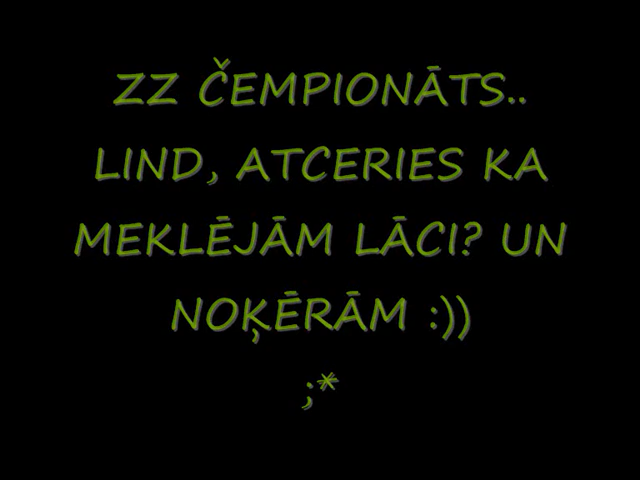 ZZ ČEMPIONĀTS..
LIND, ATCERIES KA
MEKLĒJĀM LĀCI? UN
NOĶĒRĀM :))
;*